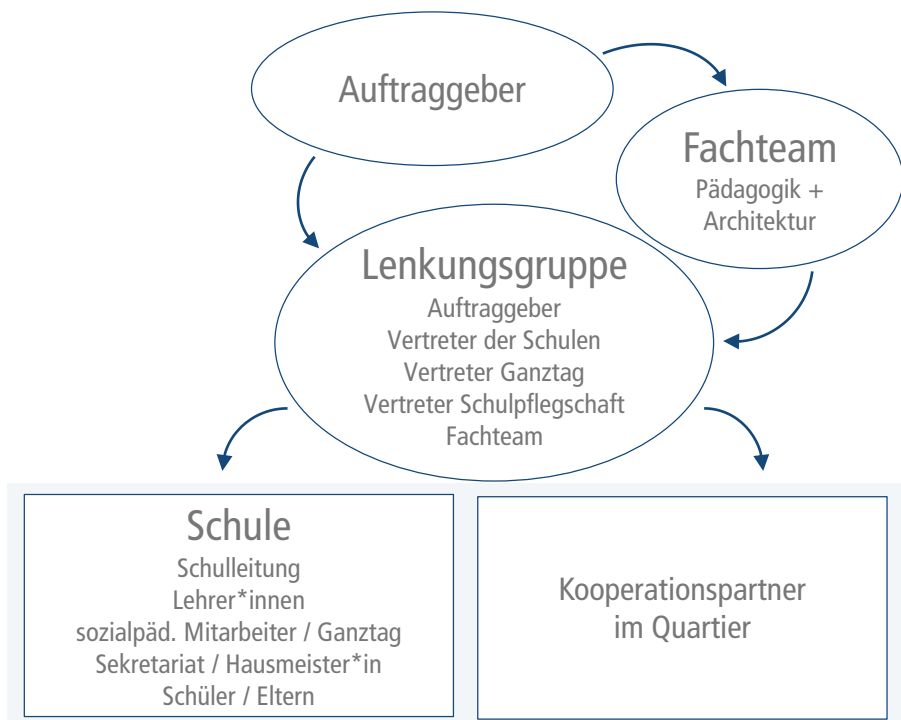 Auftraggeber
Fachteam
Pädagogik +
Architektur
Lenkungsgruppe
Auftraggeber
Vertreter der Schulen
Vertreter Ganztag
Vertreter Schulpflegschaft
Fachteam
Schule
Schulleitung
Lehrer*innen
sozialpäd. Mitarbeiter / Ganztag
Sekretariat / Hausmeister*in
Schüler / Eltern
Kooperationspartner
im Quartier